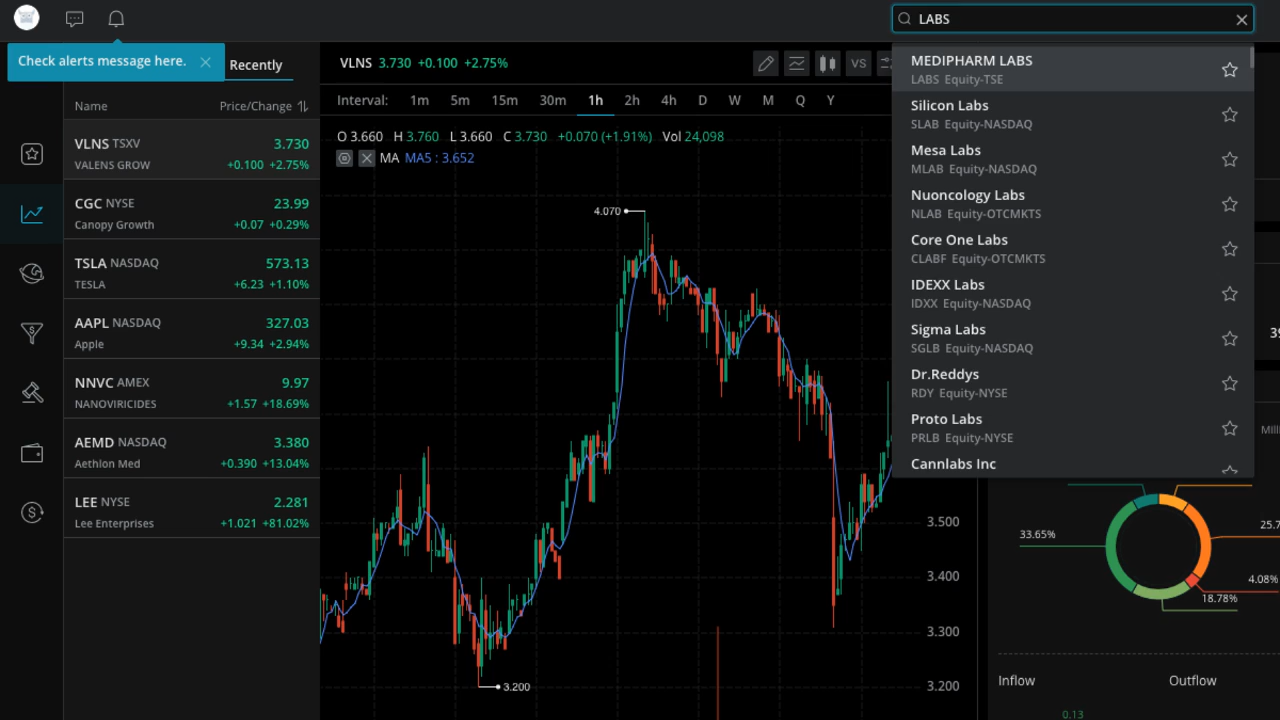 LABS
Check alerts message here.
Recently
Name Price/Change
VLNS TSXV 3.730
VALENS GROW +0.100 +2.75%
CGC NYSE 23.99
Canopy Growth +0.07 +0.29%
TSLA NASDAQ 573.13
TESLA +6.23 +1.10%
AAPL NASDAQ 327.03
Apple +9.34 +2.94%
NNVC AMEX 9.97
NANOVIRICIDES +1.57 +18.69%
AEMD NASDAQ 3.380
Aethlon Med +0.390 +13.04%
LEE NYSE 2.281
Lee Enterprises +1.021 +81.02%
VLNS 3.730 +0.100 +2.75%
VS
Interval: 1m 5m 15m 30m 1h 2h 4h D W M Q Y
O 3.660 H 3.760 L 3.660 C 3.730 +0.070 (+1.91%) Vol 24,098
MA MA5 : 3.652
4.070
3.200
3.500
3.400
3.300
3.200
MEDIPHARM LABS
LABS Equity-TSE
Silicon Labs
SLAB Equity-NASDAQ
Mesa Labs
MLAB Equity-NASDAQ
Nuoncology Labs
NLAB Equity-OTCMKTS
Core One Labs
CLABF Equity-OTCMKTS
IDEXX Labs
IDXX Equity-NASDAQ
Sigma Labs
SGLB Equity-NASDAQ
Dr.Reddys
RDY Equity-NYSE
Proto Labs
PRLB Equity-NYSE
Cannlabs Inc
33.65%
4.08%
18.78%
Inflow Outflow
0.13